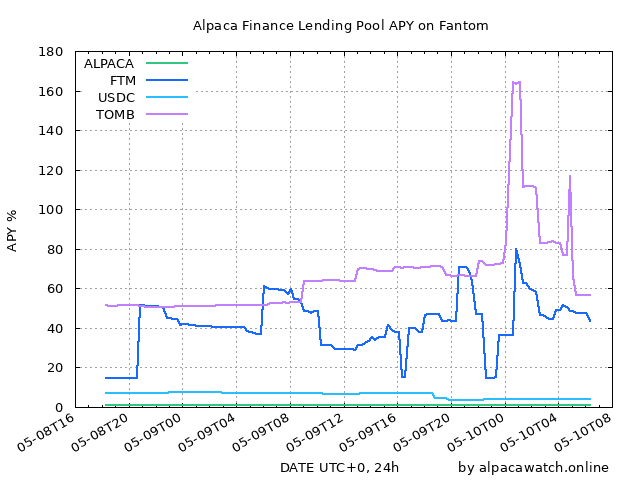 Alpaca Finance Lending Pool APY on Fantom
180
160
140
120
100
80
60
40
20
0
APY %
ALPACA
FTM
USDC
TOMB
05-08T16
05-08T20
05-09T00
05-09T04
05-09T08
05-09T12
05-09T16
05-09T20
05-10T00
05-10T04
05-10T08
DATE UTC+0, 24h
by alpacawatch.online